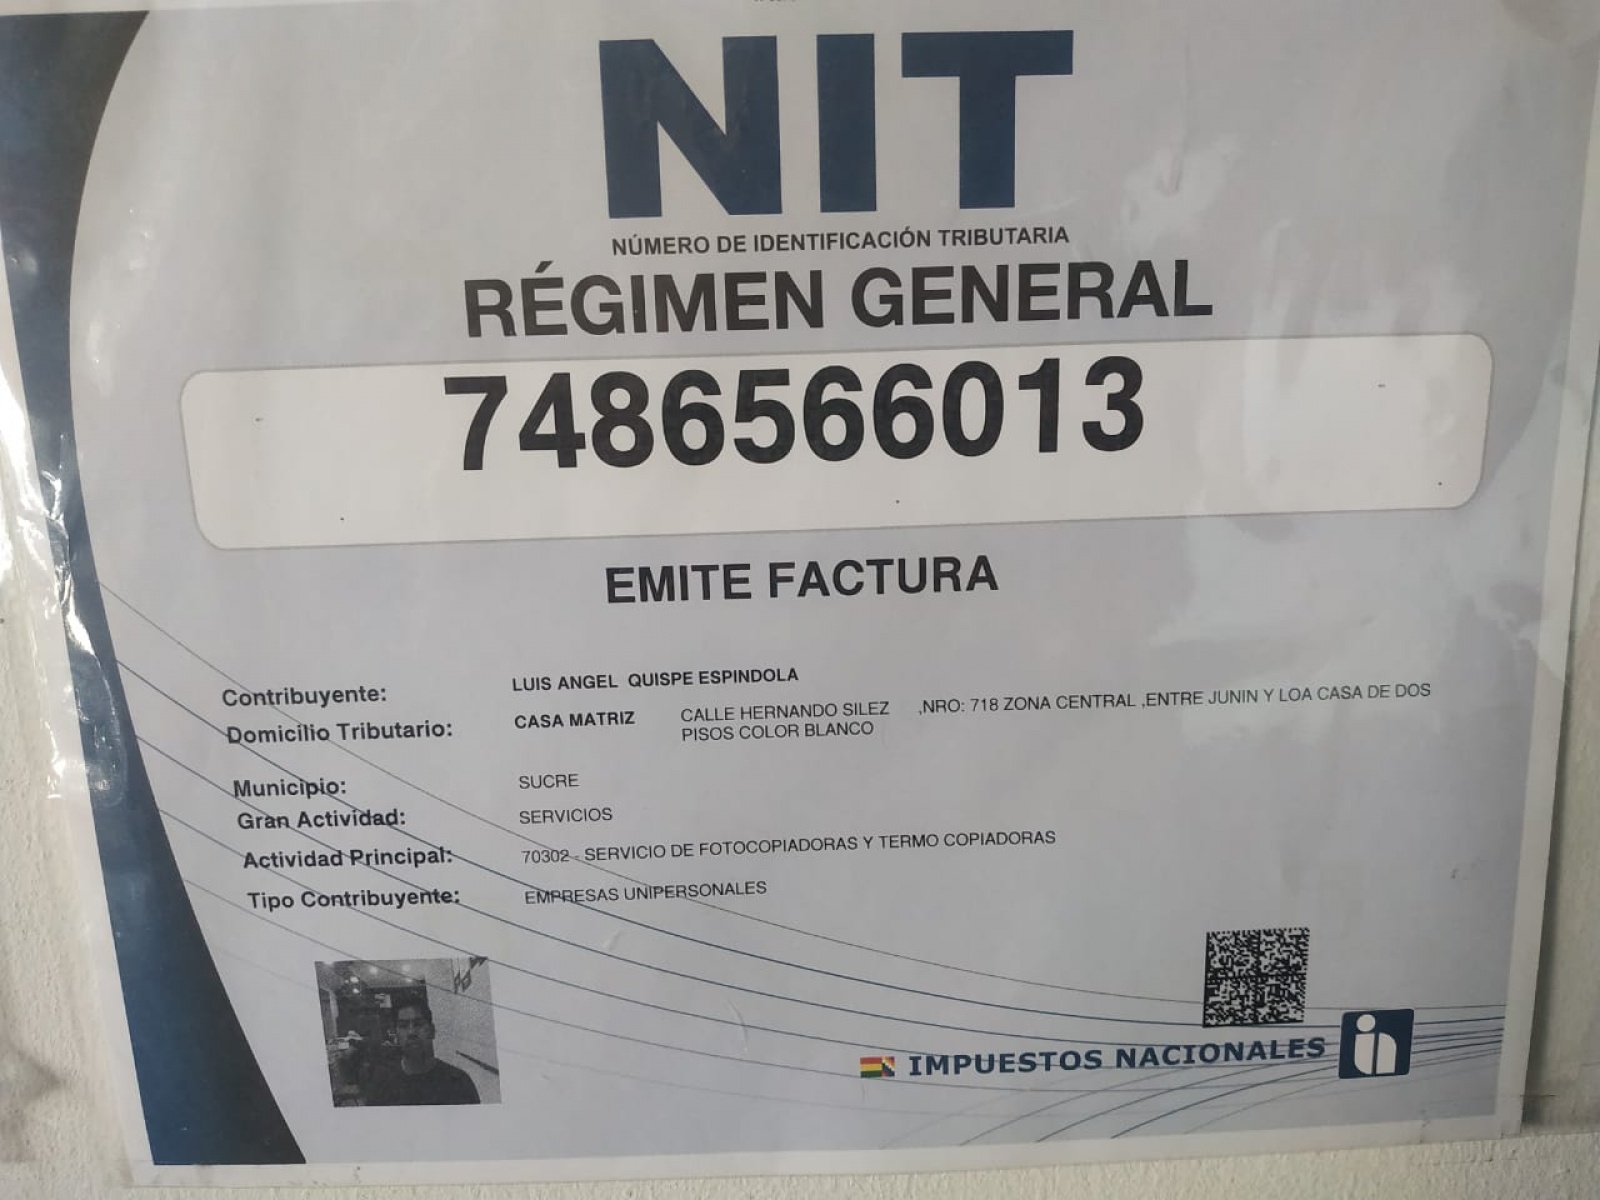 NIT
NÚMERO DE IDENTIFICACIÓN TRIBUTARIA
RÉGIMEN GENERAL
7486566013
EMITE FACTURA
Contribuyente: LUIS ANGEL QUISPE ESPINDOLA
Domicilio Tributario: CASA MATRIZ CALLE HERNANDO SILEZ ,NRO: 718 ZONA CENTRAL ,ENTRE JUNIN Y LOA CASA DE DOS
PISOS COLOR BLANCO
Municipio: SUCRE
Gran Actividad: SERVICIOS
Actividad Principal: 70302 - SERVICIO DE FOTOCOPIADORAS Y TERMO COPIADORAS
Tipo Contribuyente: EMPRESAS UNIPERSONALES
IMPUESTOS NACIONALES in